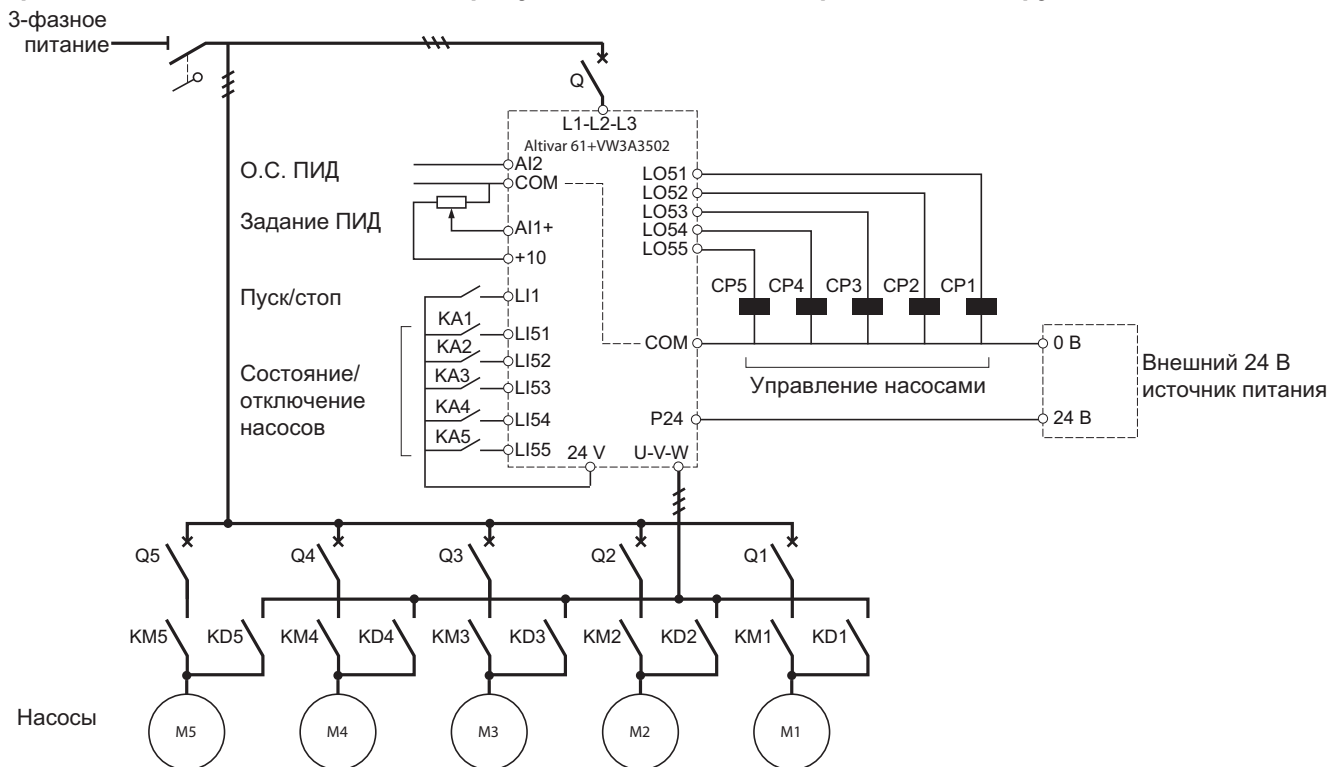 3-фазное
питание
Q
L1-L2-L3
Altivar 61+VW3A3502
О.С. ПИД
AI2
COM
Задание ПИД
AI1+
+10
LO51
LO52
LO53
LO54
LO55
CP5
CP4
CP3
CP2
CP1
Пуск/стоп
LI1
KA1
LI51
KA2
LI52
KA3
LI53
KA4
LI54
KA5
LI55
Состояние/
отключение
насосов
COM
0 В
Управление насосами
Внешний 24 В
источник питания
P24
24 В
24 V
U-V-W
Q5
Q4
Q3
Q2
Q1
KM5
KD5
KM4
KD4
KM3
KD3
KM2
KD2
KM1
KD1
Насосы
M5
M4
M3
M2
M1